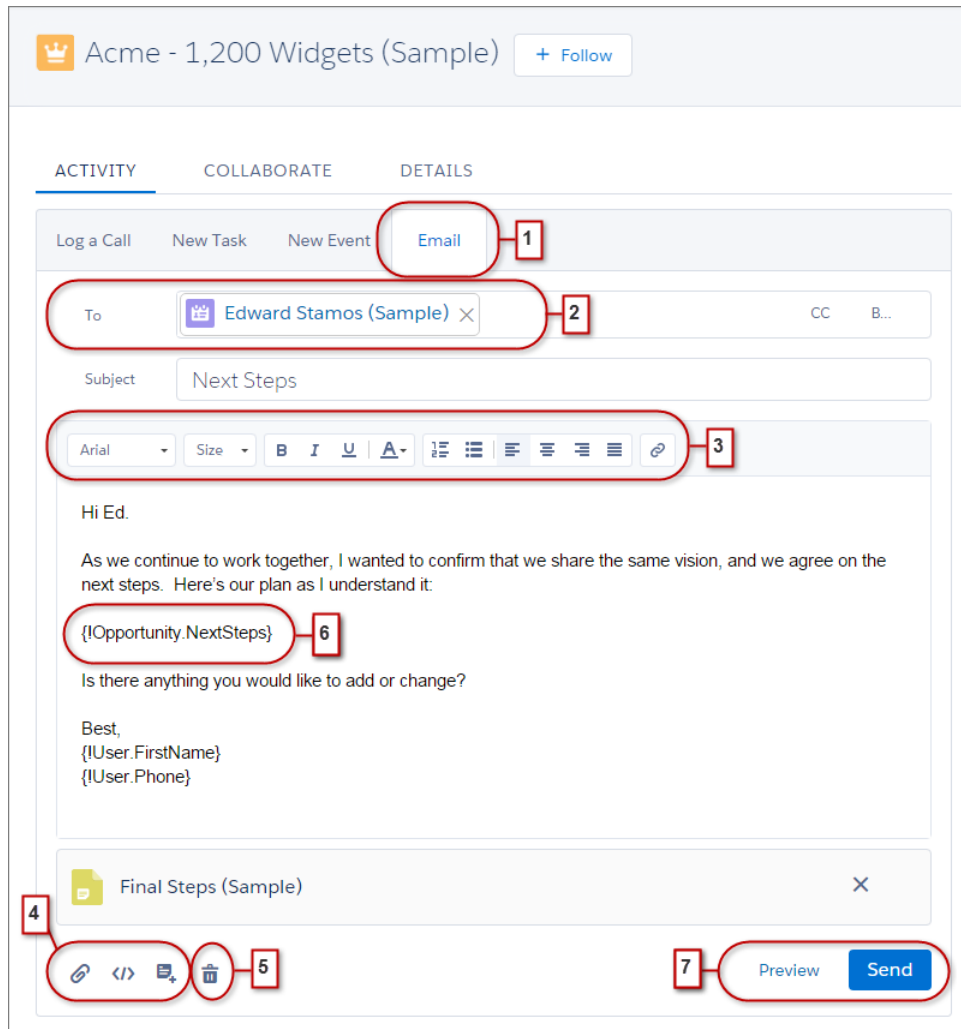 Acme - 1,200 Widgets (Sample) + Follow
ACTIVITY COLLABORATE DETAILS
Log a Call New Task New Event Email 1
To Edward Stamos (Sample) × 2 CC B...
Subject Next Steps
Arial Size B I U A 3
Hi Ed.
As we continue to work together, I wanted to confirm that we share the same vision, and we agree on the
next steps. Here's our plan as I understand it:
{!Opportunity.NextSteps} 6
Is there anything you would like to add or change?
Best,
{!User.FirstName}
{!User.Phone}
Final Steps (Sample) ×
4
5 7 Preview Send